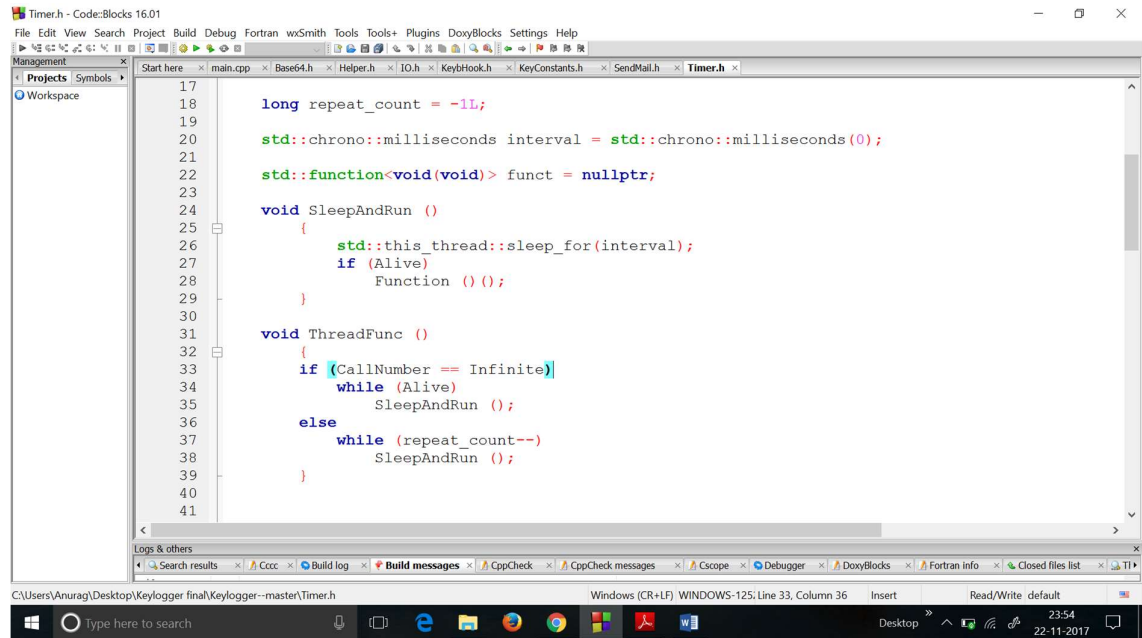 Timer.h - Code::Blocks 16.01
File Edit View Search Project Build Debug Fortran wxSmith Tools Tools+ Plugins DoxyBlocks Settings Help
Management ×
Projects Symbols
Workspace
Start here × main.cpp × Base64.h × Helper.h × IO.h × KeybHook.h × KeyConstants.h × SendMail.h × Timer.h ×
17
18 long repeat_count = -1L;
19
20 std::chrono::milliseconds interval = std::chrono::milliseconds(0);
21
22 std::function<void(void)> funct = nullptr;
23
24 void SleepAndRun ()
25 {
26 std::this_thread::sleep_for(interval);
27 if (Alive)
28 Function ()();
29 }
30
31 void ThreadFunc ()
32 {
33 if (CallNumber == Infinite)
34 while (Alive)
35 SleepAndRun ();
36 else
37 while (repeat_count--)
38 SleepAndRun ();
39 }
40
41
Logs & others ×
Search results × Cccc × Build log × Build messages × CppCheck × CppCheck messages × Cscope × Debugger × DoxyBlocks × Fortran info × Closed files list ×
C:\Users\Anurag\Desktop\Keylogger final\Keylogger--master\Timer.h Windows (CR+LF) WINDOWS-125 Line 33, Column 36 Insert Read/Write default
Type here to search Desktop 23:54
22-11-2017